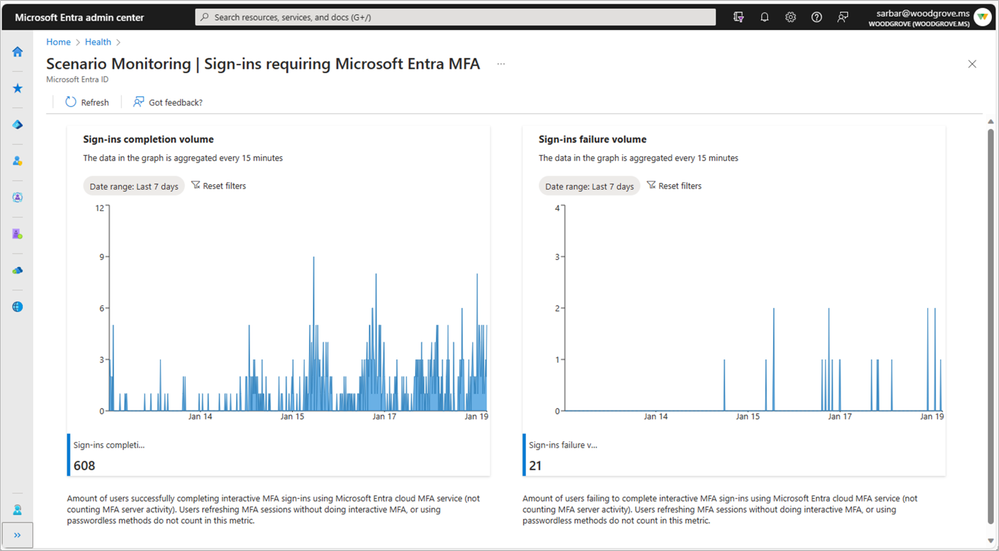 Microsoft Entra admin center
Search resources, services, and docs (G+/)
sarbar@woodgrove.ms
WOODGROVE (WOODGROVE.MS)
Home > Health >
Scenario Monitoring | Sign-ins requiring Microsoft Entra MFA ...
Microsoft Entra ID
Refresh
Got feedback?
Sign-ins completion volume
The data in the graph is aggregated every 15 minutes
Date range: Last 7 days
Reset filters
12
9
6
3
0
Jan 14
Jan 15
Jan 17
Jan 19
Sign-ins completi...
608
Amount of users successfully completing interactive MFA sign-ins using Microsoft Entra cloud MFA service (not
counting MFA server activity). Users refreshing MFA sessions without doing interactive MFA, or using
passwordless methods do not count in this metric.
Sign-ins failure volume
The data in the graph is aggregated every 15 minutes
Date range: Last 7 days
Reset filters
4
3
2
1
0
Jan 14
Jan 15
Jan 17
Jan 19
Sign-ins failure v...
21
Amount of users failing to complete interactive MFA sign-ins using Microsoft Entra cloud MFA service (not
counting MFA server activity). Users refreshing MFA sessions without doing interactive MFA, or using
passwordless methods do not count in this metric.